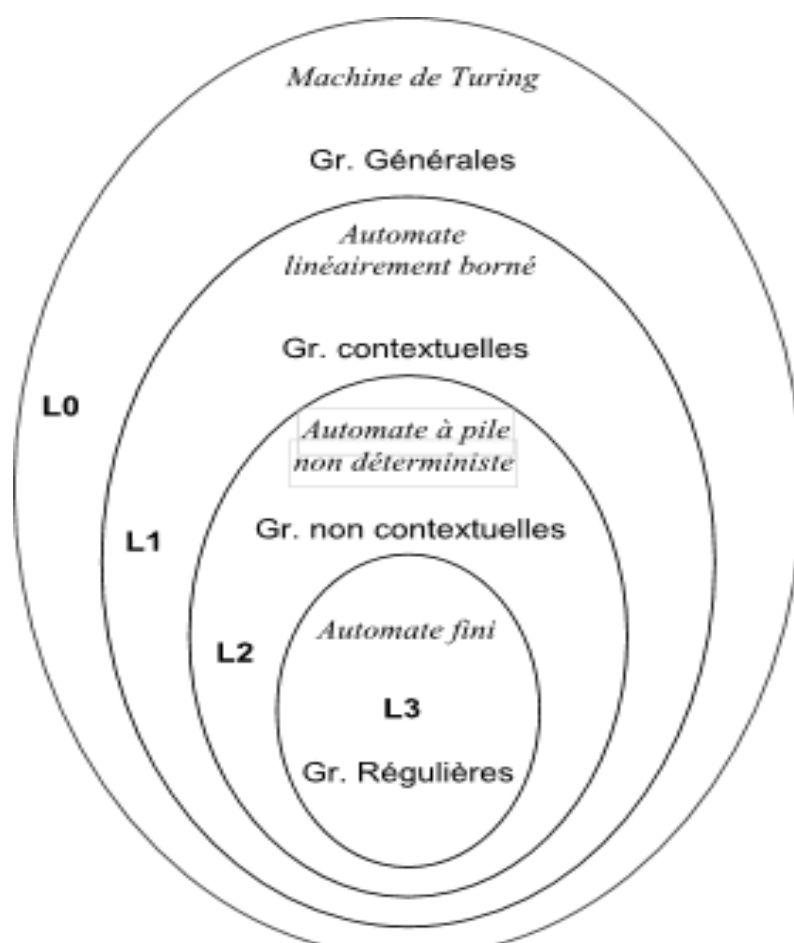 Machine de Turing
Gr. Générales
Automate
linéairement borné
Gr. contextuelles
L0
Automate à pile
non déterministe
Gr. non contextuelles
L1
Automate fini
L2
L3
Gr. Régulières